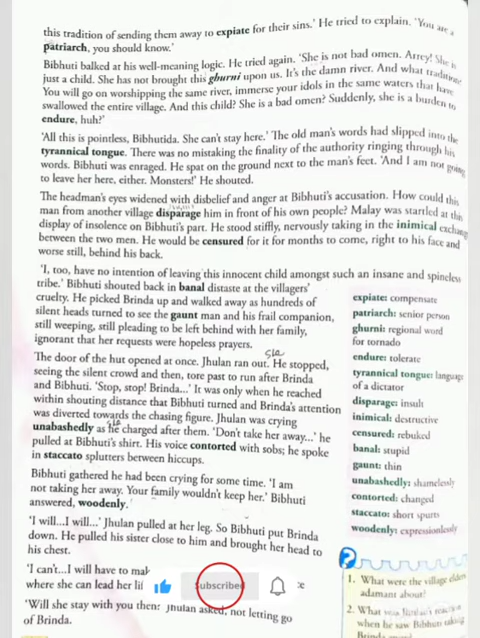 this tradition of sending them away to expiate for their sins.' He tried to explain. 'You are a
patriarch, you should know.'
Bibhuti balked at his well-meaning logic. He tried again. 'She is not bad omen. Arrey! She is
just a child. She has not brought this ghurni upon us. It's the damn river. And what tradition
You will go on worshipping the same river, immerse your idols in the same waters that have
swallowed the entire village. And this child? She is a bad omen? Suddenly, she is a burden to
endure, huh?'
'All this is pointless, Bibhutida. She can't stay here.' The old man's words had slipped into the
tyrannical tongue. There was no mistaking the finality of the authority ringing through his
words. Bibhuti was enraged. He spat on the ground next to the man's feet. 'And I am not going
to leave her here, either. Monsters!' He shouted.
The headman's eyes widened with disbelief and anger at Bibhuti's accusation. How could this
man from another village disparage him in front of his own people? Malay was startled at this
display of insolence on Bibhuti's part. He stood stiffly, nervously taking in the inimical exchang
between the two men. He would be censured for it for months to come, right to his face and
worse still, behind his back.
'I, too, have no intention of leaving this innocent child amongst such an insane and spineless
tribe.' Bibhuti shouted back in banal distaste at the villagers'
cruelty. He picked Brinda up and walked away as hundreds of
silent heads turned to see the gaunt man and his frail companion,
still weeping, still pleading to be left behind with her family,
ignorant that her requests were hopeless prayers.
The door of the hut opened at once. Jhulan ran out. He stopped,
seeing the silent crowd and then, tore past to run after Brinda
and Bibhuti. 'Stop, stop! Brinda...' It was only when he reached
within shouting distance that Bibhuti turned and Brinda's attention
was diverted towards the chasing figure. Jhulan was crying
unabashedly as he charged after them. 'Don't take her away...' he
pulled at Bibhuti's shirt. His voice contorted with sobs; he spoke
in staccato splutters between hiccups.
Bibhuti gathered he had been crying for some time. 'I am
not taking her away. Your family wouldn't keep her.' Bibhuti
answered, woodenly.
'I will...I will...' Jhulan pulled at her leg. So Bibhuti put Brinda
down. He pulled his sister close to him and brought her head to
his chest.
'I can't...I will have to
where she can lead her
'Will she stay with you then? Jhulan asked, not letting go
of Brinda.
Subscribed
expiate: compensate
patriarch: senior person
ghurni: regional word
for tornado
endure: tolerate
tyrannical tongue: language
of a dictator
disparage: insult
inimical: destructive
censured: rebuked
banal: stupid
gaunt: thin
unabashedly: shamelessly
contorted: changed
staccato: short spurts
woodenly: expressionlessly
1. What were the village elders
adamant about?
2. What was reaction
when he saw Bibhuti taking
Brinda